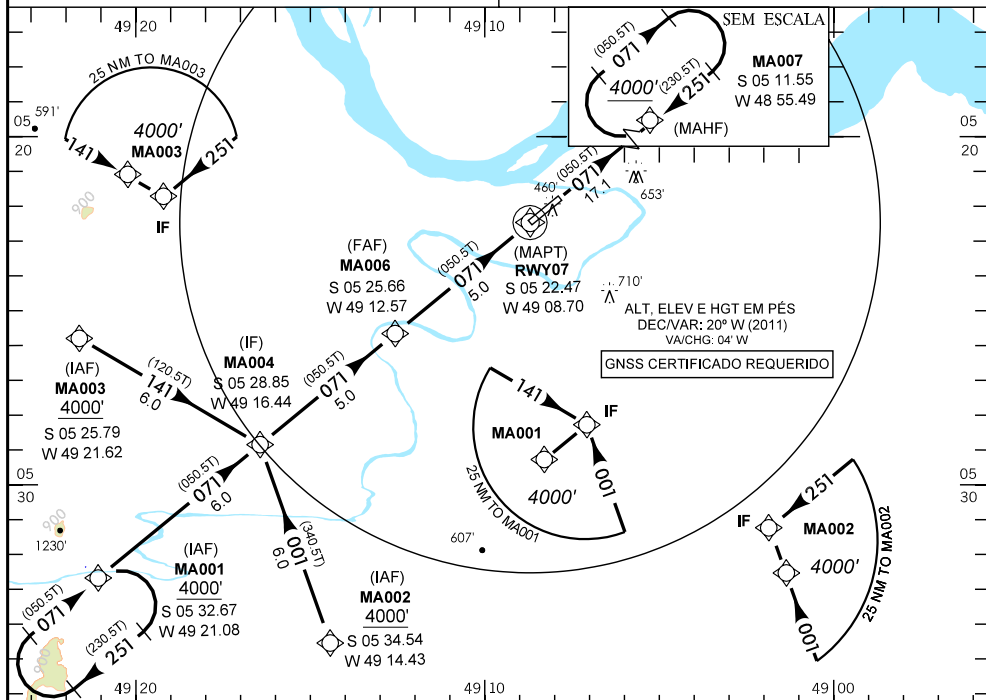 49 20
49 10
SEM ESCALA
(050.5T)
071
4000'
(230.5T)
251
MA007
S 05 11.55
W 48 55.49
(MAHF)
25 NM TO MA003
591'
05
20
4000'
MA003
141
251
IF
900
05
20
(050.5T)
071
17.1
460'
653'
(FAF)
MA006
S 05 25.66
W 49 12.57
(050.5T)
071
5.0
(MAPT)
RWY07
S 05 22.47
W 49 08.70
710'
ALT, ELEV E HGT EM PÉS
DEC/VAR: 20º W (2011)
VA/CHG: 04' W
GNSS CERTIFICADO REQUERIDO
(IAF)
MA003
4000'
S 05 25.79
W 49 21.62
(120.5T)
141
6.0
(IF)
MA004
S 05 28.85
W 49 16.44
(050.5T)
071
5.0
141
IF
MA001
4000'
001
25 NM TO MA001
05
30
(050.5T)
071
6.0
(340.5T)
001
6.0
900
1230'
607'
05
30
251
IF
MA002
4000'
001
25 NM TO MA002
(IAF)
MA001
4000'
S 05 32.67
W 49 21.08
(050.5T)
071
(230.5T)
251
900
(IAF)
MA002
4000'
S 05 34.54
W 49 14.43
49 20
49 10
49 00